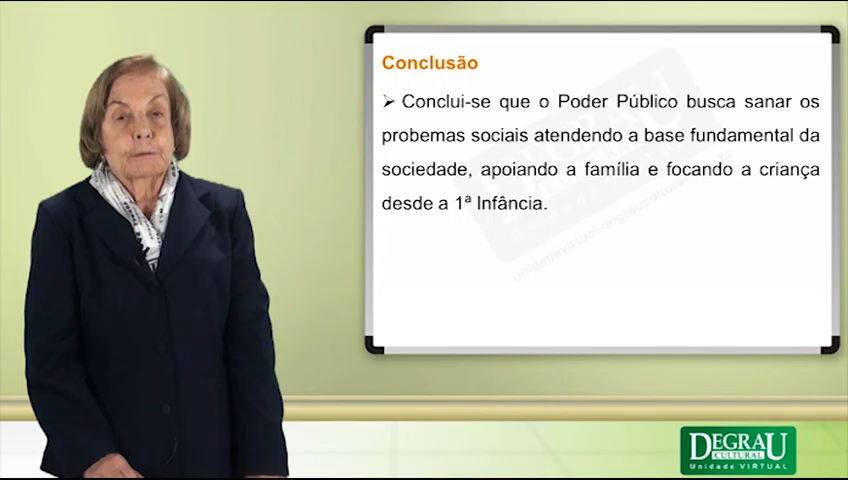 Conclusão
➢ Conclui-se que o Poder Público busca sanar os
probemas sociais atendendo a base fundamental da
sociedade, apoiando a família e focando a criança
desde a 1ª Infância.
DEGRAU
CULTURAL
Unidade VIRTUAL